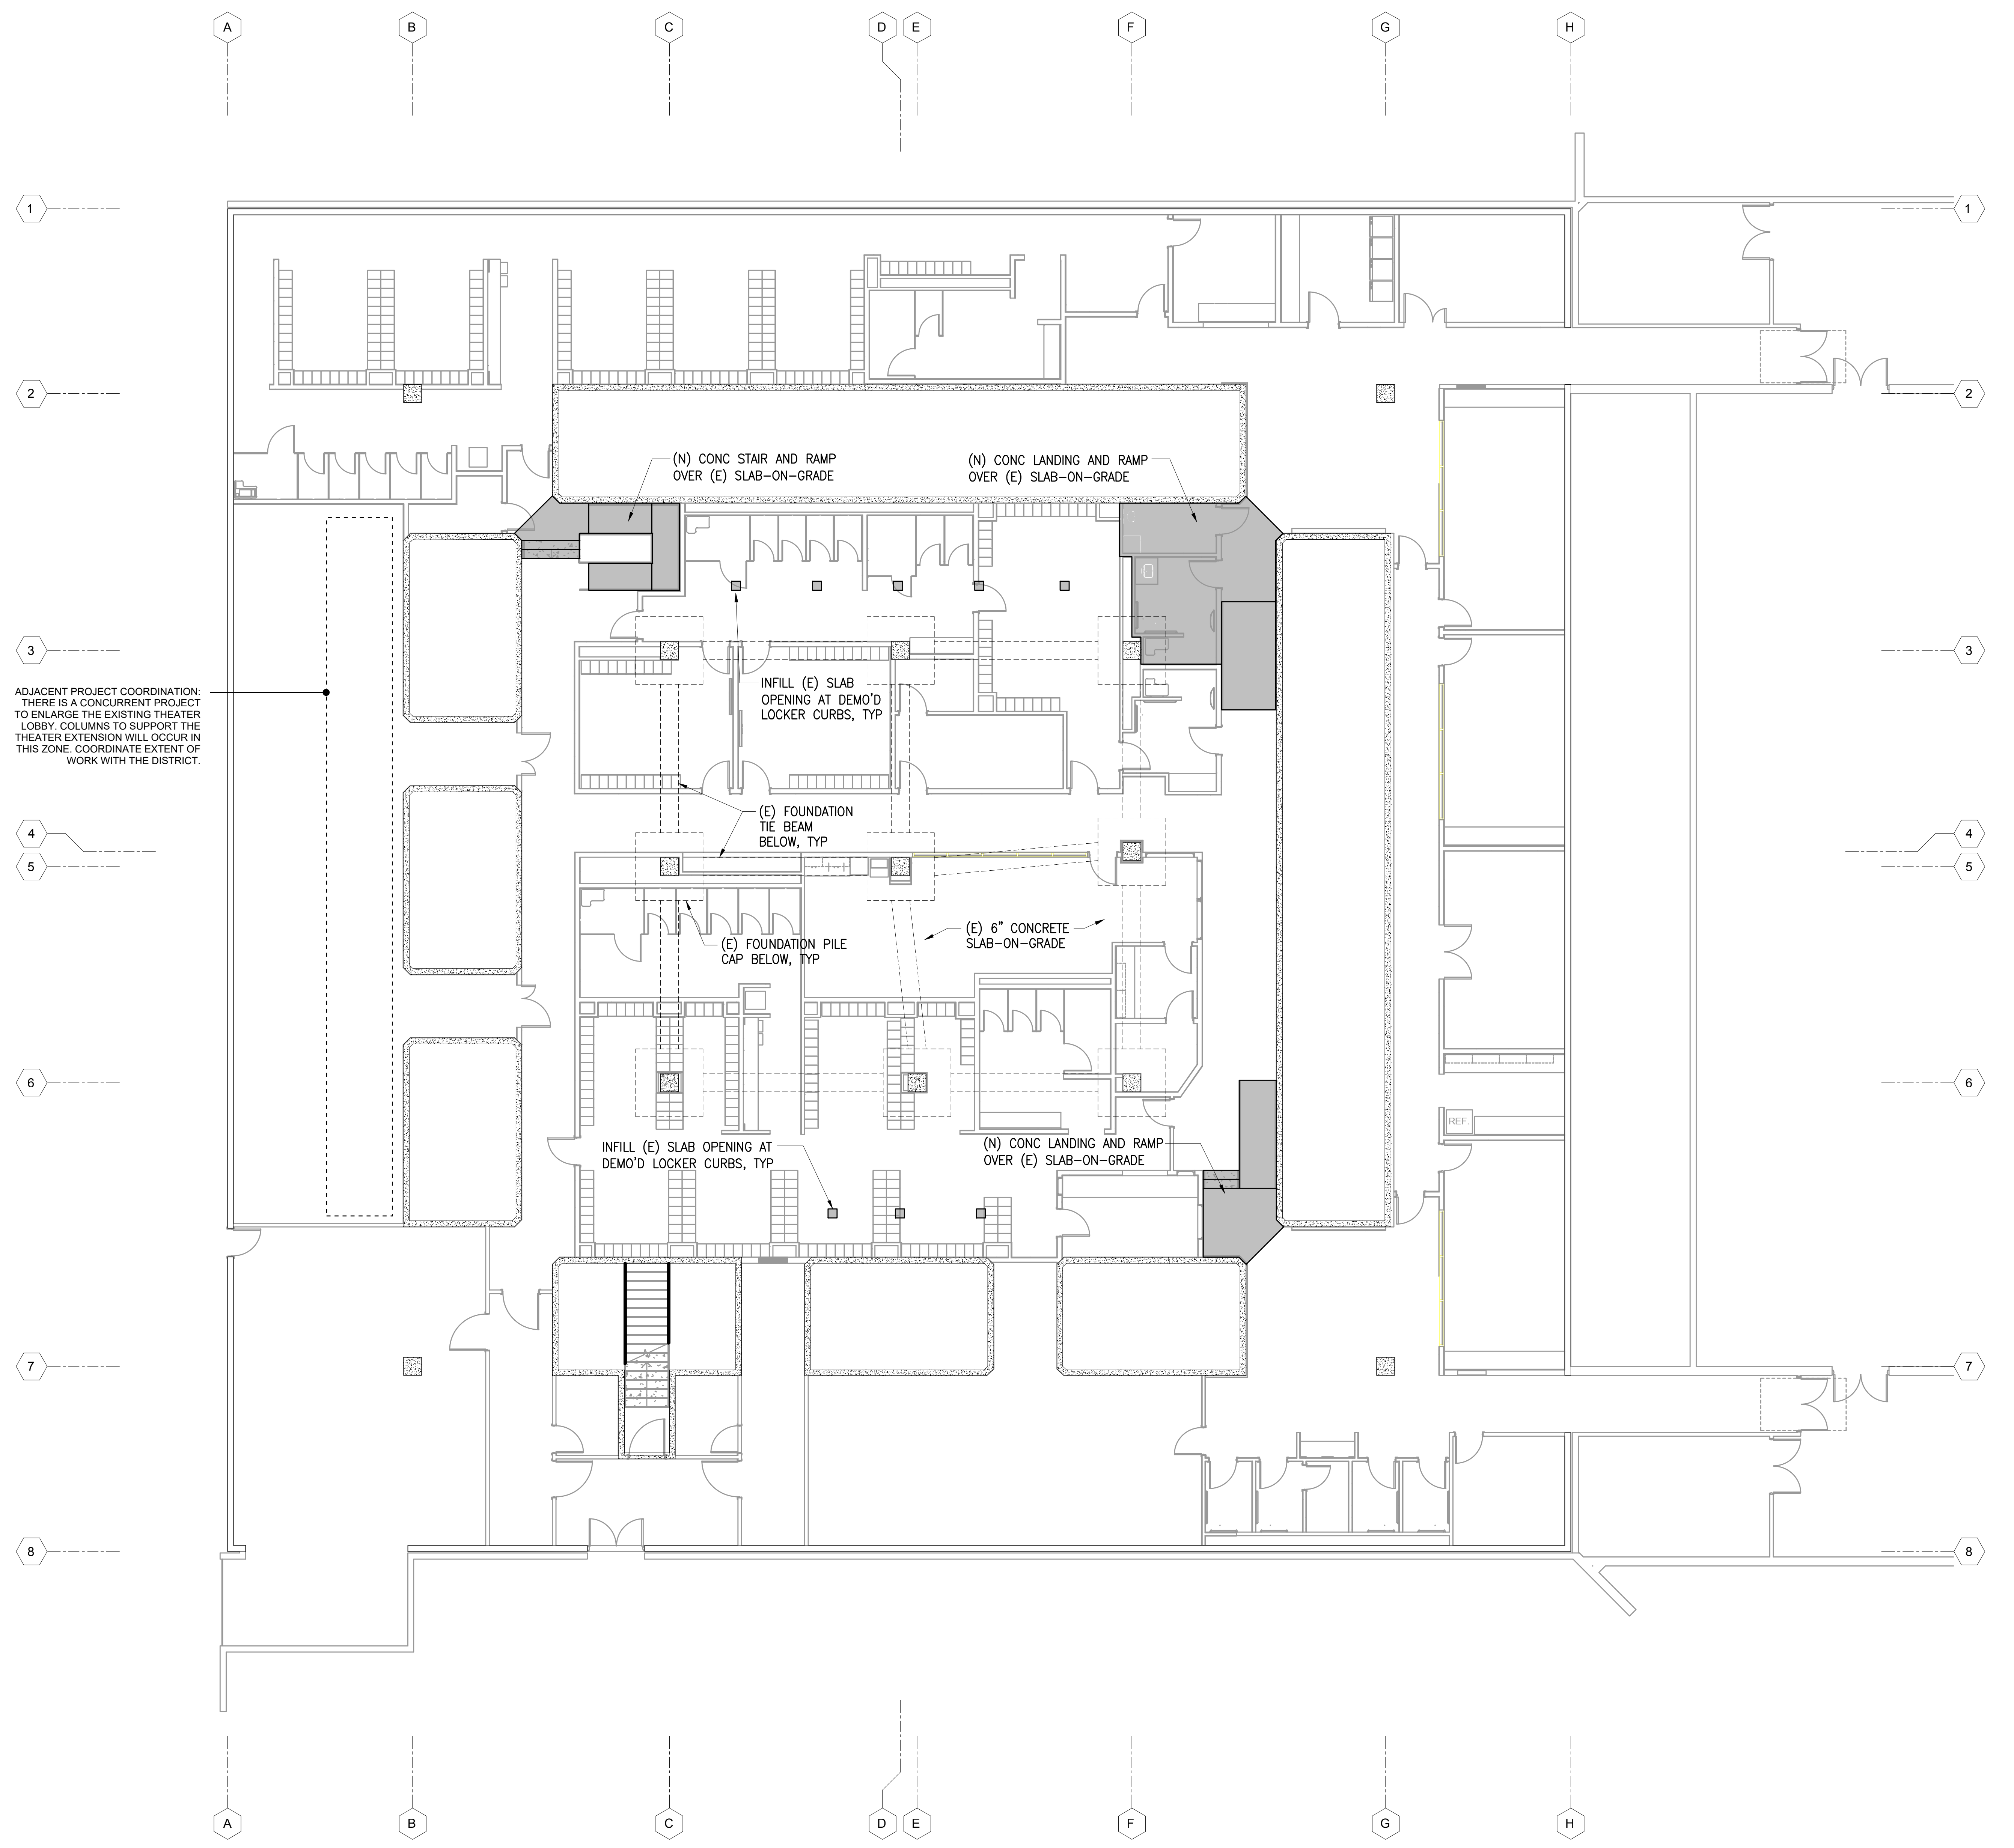 A
B
C
D
E
F
G
H
1
1
2
2
(N) CONC STAIR AND RAMP
OVER (E) SLAB-ON-GRADE
(N) CONC LANDING AND RAMP
OVER (E) SLAB-ON-GRADE
3
3
INFILL (E) SLAB
OPENING AT DEMO'D
LOCKER CURBS, TYP
ADJACENT PROJECT COORDINATION:
THERE IS A CONCURRENT PROJECT
TO ENLARGE THE EXISTING THEATER
LOBBY. COLUMNS TO SUPPORT THE
THEATER EXTENSION WILL OCCUR IN
THIS ZONE. COORDINATE EXTENT OF
WORK WITH THE DISTRICT.
(E) FOUNDATION
TIE BEAM
BELOW, TYP
4
4
5
5
(E) 6" CONCRETE
SLAB-ON-GRADE
(E) FOUNDATION PILE
CAP BELOW, TYP
6
6
REF.
INFILL (E) SLAB OPENING AT
DEMO'D LOCKER CURBS, TYP
(N) CONC LANDING AND RAMP
OVER (E) SLAB-ON-GRADE
7
7
8
8
A
B
C
D
E
F
G
H